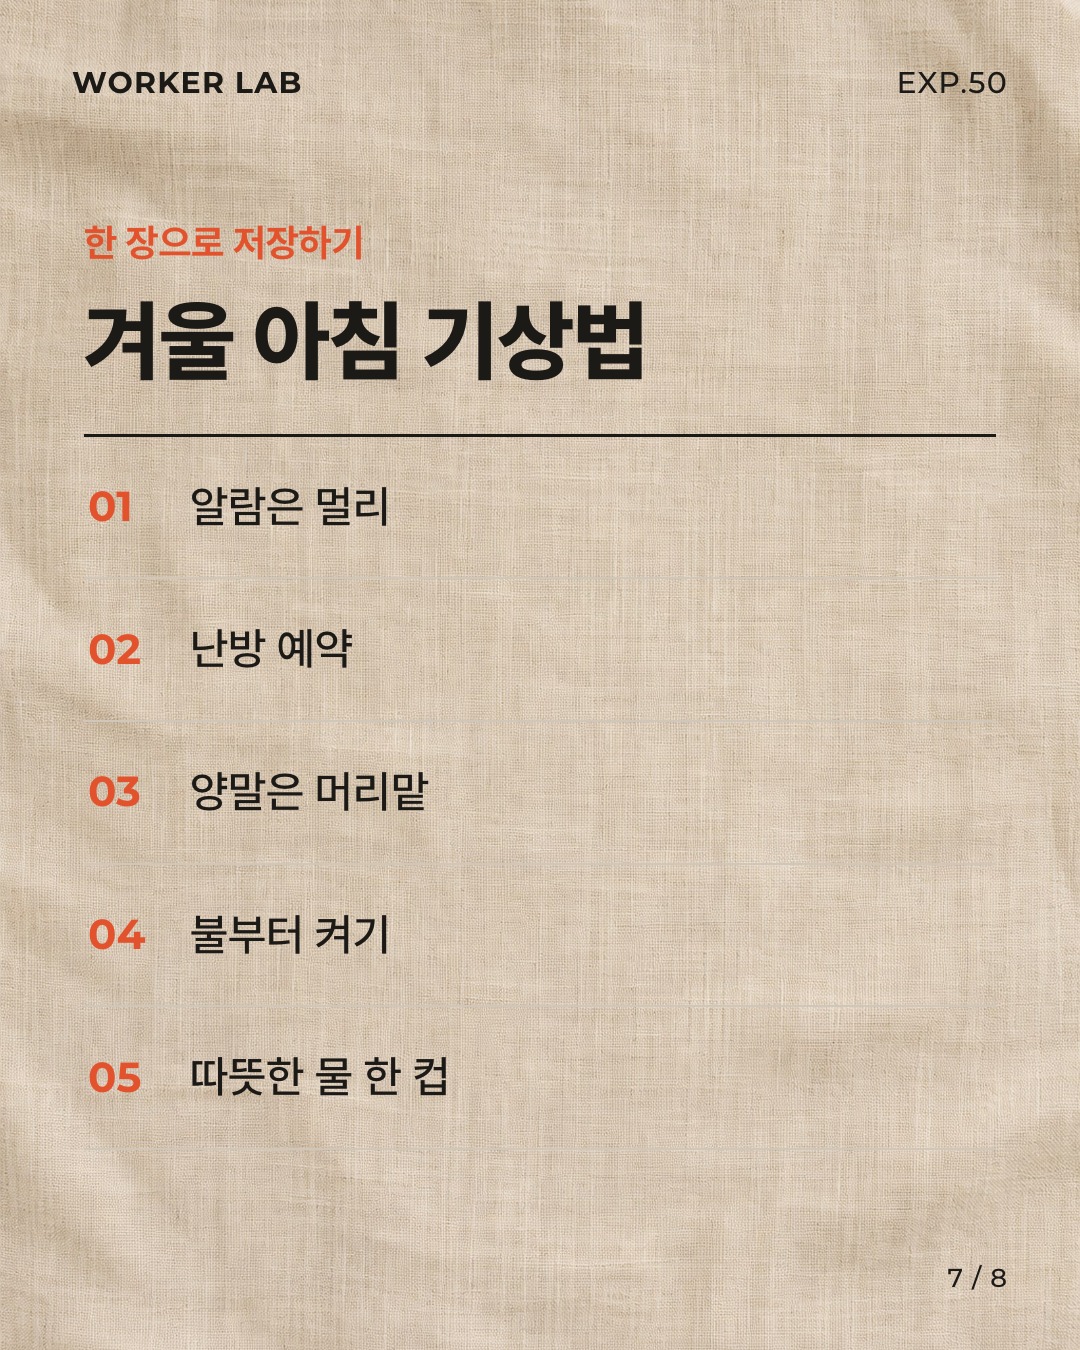 WORKER LAB
EXP.50
한 장으로 저장하기
겨울 아침 기상법
01 알람은 멀리
02 난방 예약
03 양말은 머리맡
04 불부터 켜기
05 따뜻한 물 한 컵
7 / 8